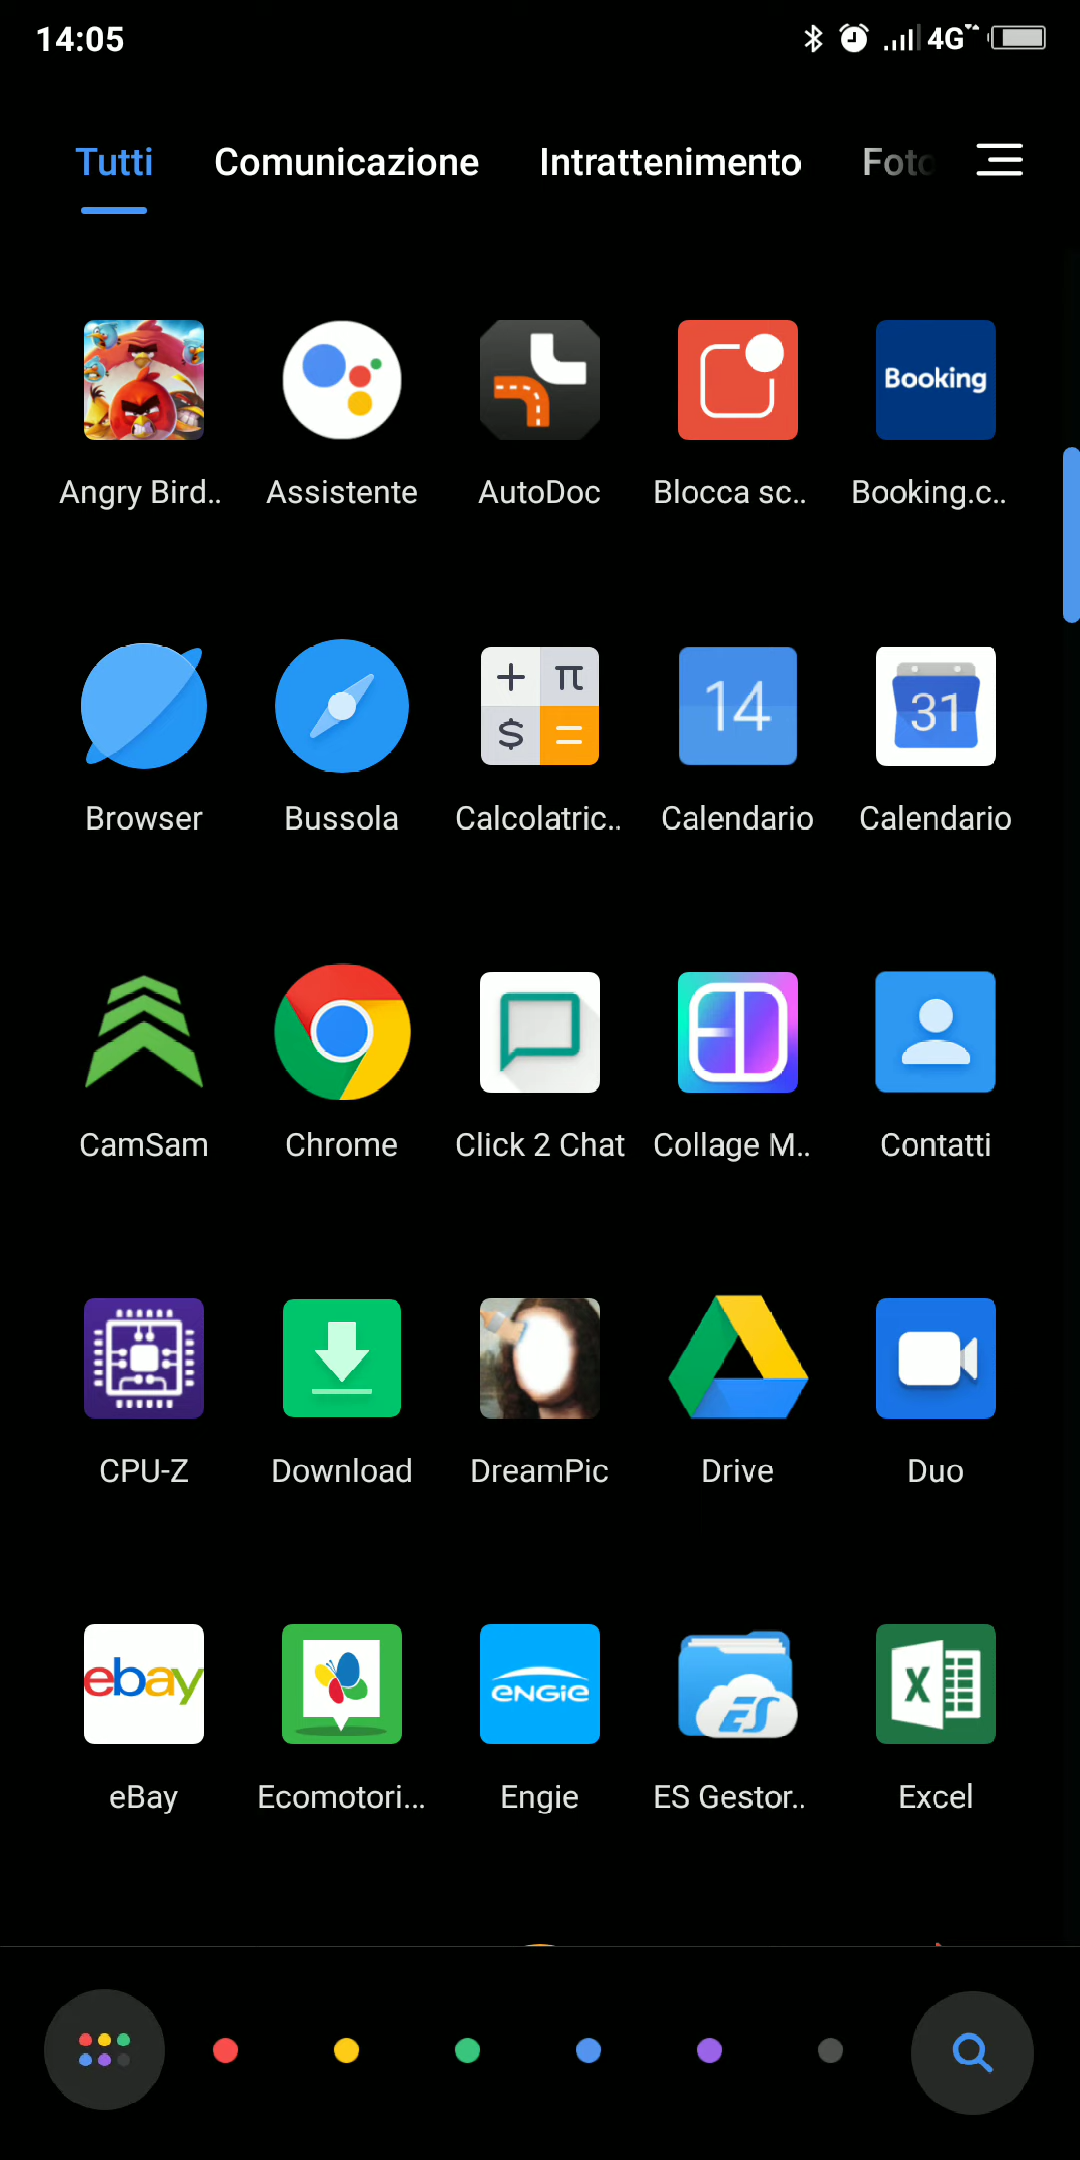 14:05 4G
Tutti Comunicazione Intrattenimento Foto
Booking
Angry Bird.. Assistente AutoDoc Blocca sc.. Booking.c..
+ π $ = 14 31
Browser Bussola Calcolatric.. Calendario Calendario
CamSam Chrome Click 2 Chat Collage M.. Contatti
CPU-Z Download DreamPic Drive Duo
ebay ENGIE ES X
eBay Ecomotori... Engie ES Gestor.. Excel